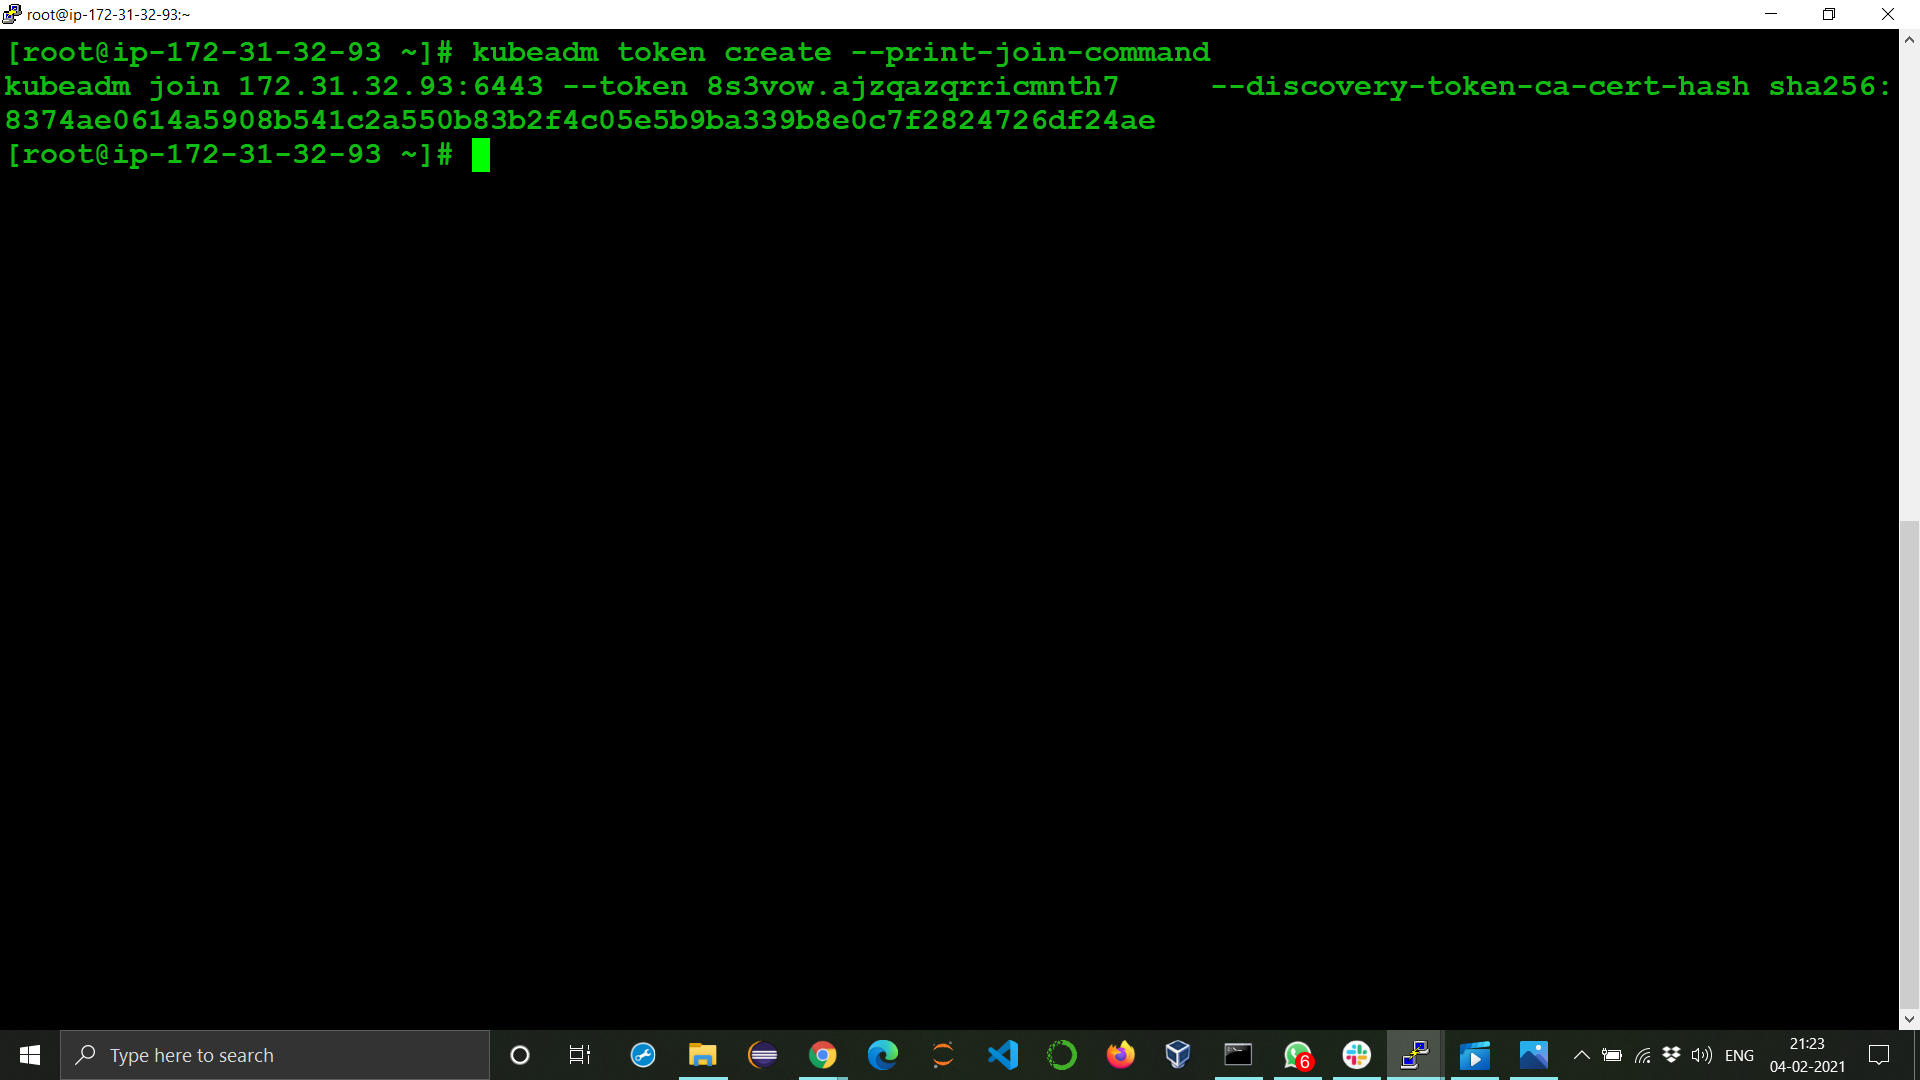 root@ip-172-31-32-93:~
[root@ip-172-31-32-93 ~]# kubeadm token create --print-join-command
kubeadm join 172.31.32.93:6443 --token 8s3vow.ajzqazqrricmnth7     --discovery-token-ca-cert-hash sha256:
8374ae0614a5908b541c2a550b83b2f4c05e5b9ba339b8e0c7f2824726df24ae
[root@ip-172-31-32-93 ~]#
Type here to search
6
ENG
21:23
04-02-2021